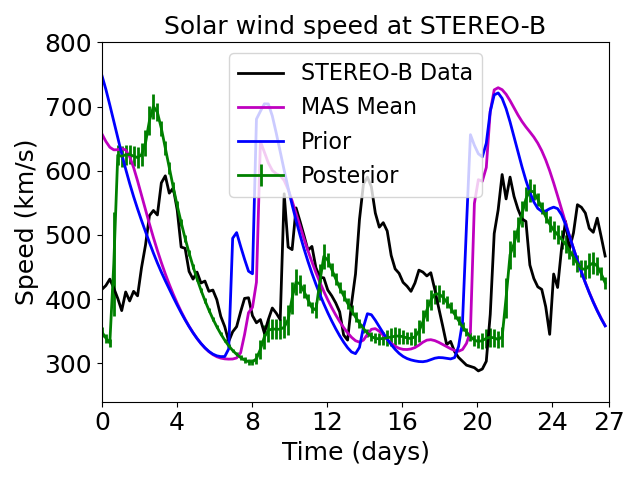 Solar wind speed at STEREO-B
800
700
600
500
400
300
Speed (km/s)
STEREO-B Data
MAS Mean
Prior
Posterior
0 4 8 12 16 20 24 27
Time (days)